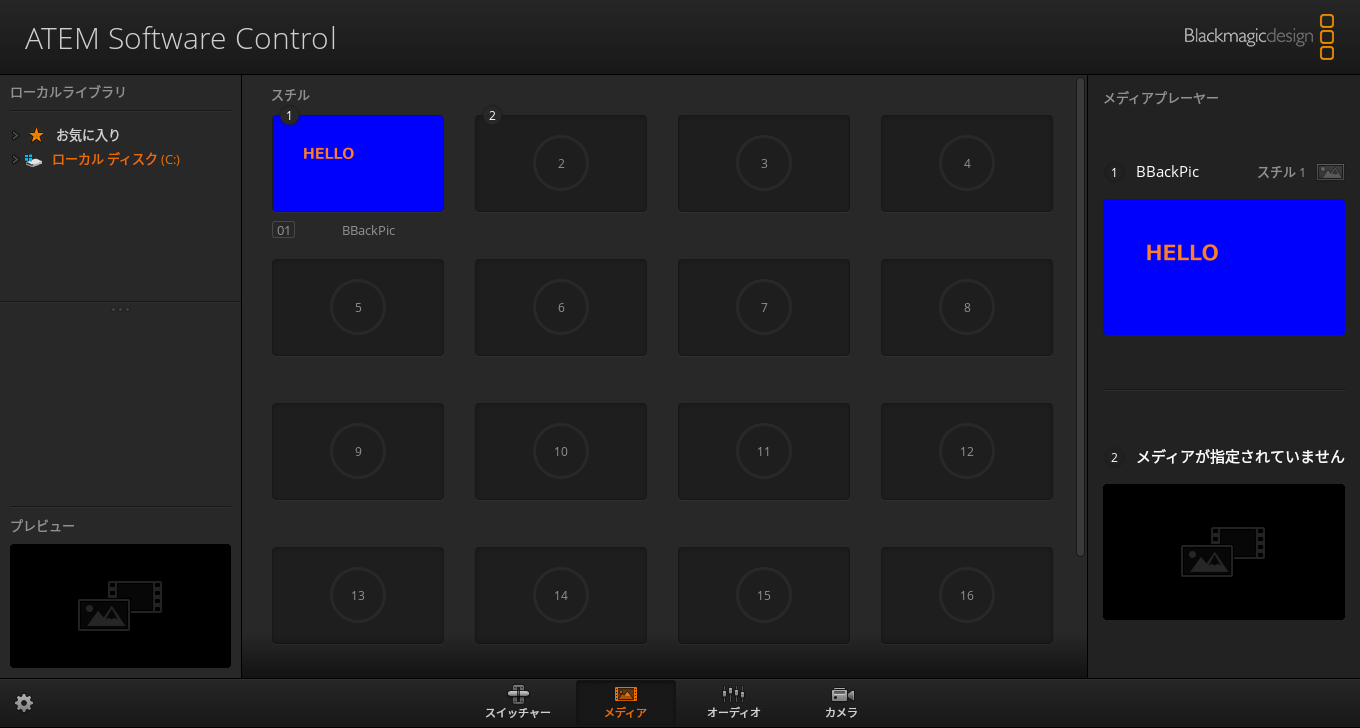 ATEM Software Control
Blackmagicdesign
ローカルライブラリ
お気に入り
ローカル ディスク (C:)
プレビュー
スチル
1
HELLO
01 BBackPic
2
2
3
4
5
6
7
8
9
10
11
12
13
14
15
16
メディアプレーヤー
1 BBackPic スチル 1
HELLO
2 メディアが指定されていません
スイッチャー
メディア
オーディオ
カメラ